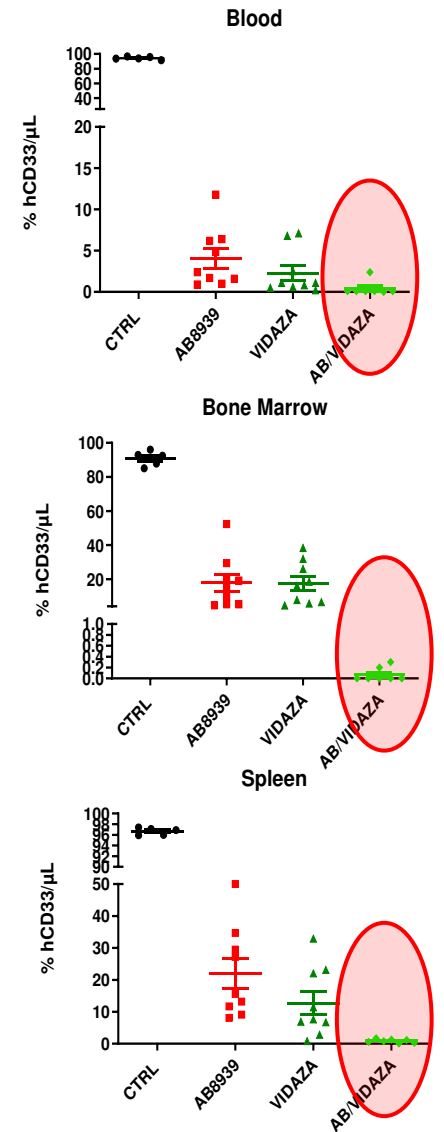 Blood
% hCD33/µL
100
80
60
40
20
15
10
5
0
CTRL
AB8939
VIDAZA
AB/VIDAZA
Bone Marrow
% hCD33/µL
100
80
60
40
20
1.0
0.8
0.6
0.4
0.2
0.0
CTRL
AB8939
VIDAZA
AB/VIDAZA
Spleen
% hCD33/µL
100
98
96
94
92
90
50
40
30
20
10
0
CTRL
AB8939
VIDAZA
AB/VIDAZA